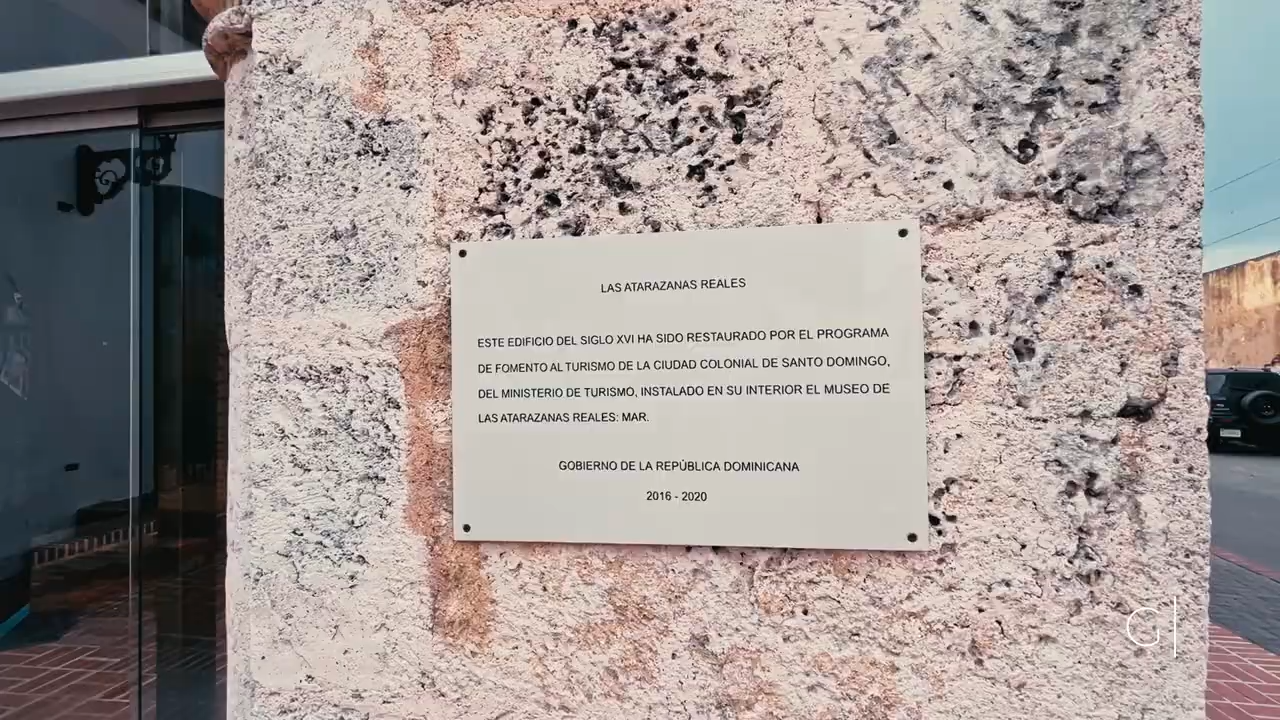 LAS ATARAZANAS REALES
ESTE EDIFICIO DEL SIGLO XVI HA SIDO RESTAURADO POR EL PROGRAMA
DE FOMENTO AL TURISMO DE LA CIUDAD COLONIAL DE SANTO DOMINGO,
DEL MINISTERIO DE TURISMO, INSTALADO EN SU INTERIOR EL MUSEO DE
LAS ATARAZANAS REALES: MAR.
GOBIERNO DE LA REPÚBLICA DOMINICANA
2016 - 2020
G|